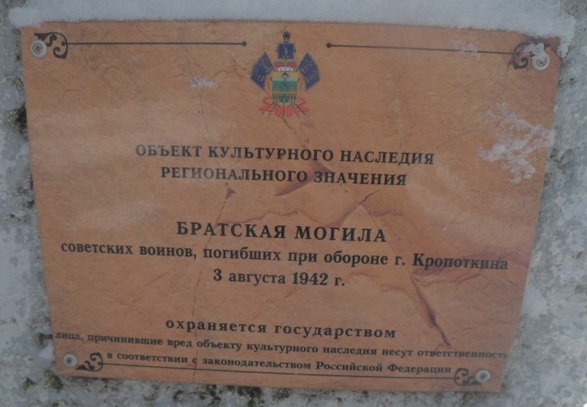 ОБЪЕКТ КУЛЬТУРНОГО НАСЛЕДИЯ
РЕГИОНАЛЬНОГО ЗНАЧЕНИЯ
БРАТСКАЯ МОГИЛА
советских воинов, погибших при обороне г. Кропоткина
3 августа 1942 г.
охраняется государством
лица, причинившие вред объекту культурного наследия несут ответственность
в соответствии с законодательством Российской Федерации